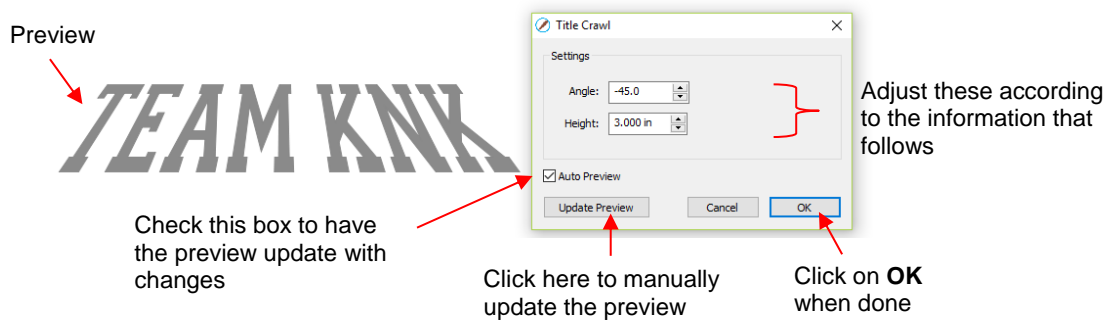 Preview
TEAM KNK
Title Crawl
Settings
Angle: -45.0
Height: 3.000 in
Auto Preview
Update Preview Cancel OK
Adjust these according
to the information that
follows
Check this box to have
the preview update with
changes
Click here to manually
update the preview
Click on OK
when done